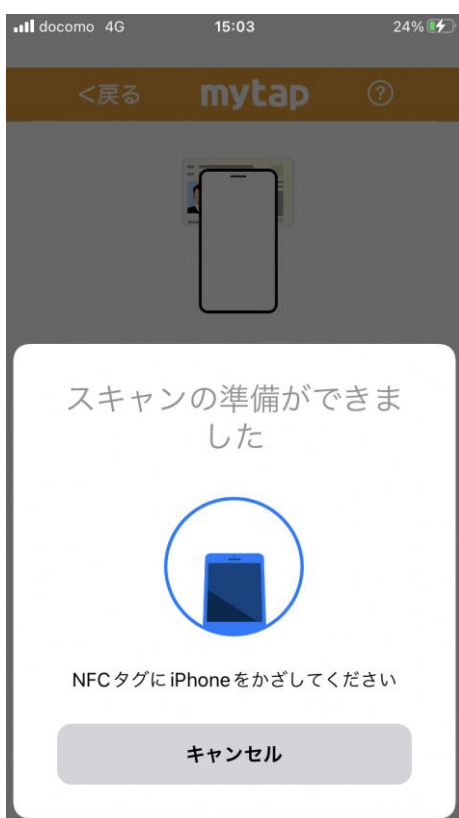 docomo 4G 15:03 24%
<戻る mytap ?
スキャンの準備ができま
した
NFCタグにiPhoneをかざしてください
キャンセル